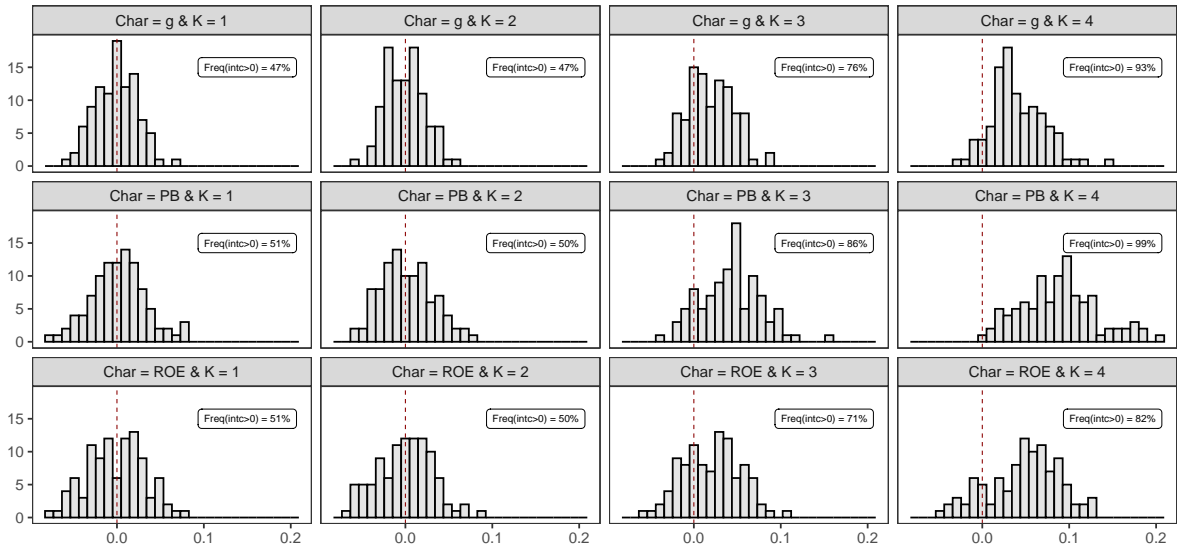 Char = g & K = 1
Char = g & K = 2
Char = g & K = 3
Char = g & K = 4
15
10
5
0
Freq(intc>0) = 47%
Freq(intc>0) = 47%
Freq(intc>0) = 76%
Freq(intc>0) = 93%
Char = PB & K = 1
Char = PB & K = 2
Char = PB & K = 3
Char = PB & K = 4
15
10
5
0
Freq(intc>0) = 51%
Freq(intc>0) = 50%
Freq(intc>0) = 86%
Freq(intc>0) = 99%
Char = ROE & K = 1
Char = ROE & K = 2
Char = ROE & K = 3
Char = ROE & K = 4
15
10
5
0
Freq(intc>0) = 51%
Freq(intc>0) = 50%
Freq(intc>0) = 71%
Freq(intc>0) = 82%
0.0 0.1 0.2
0.0 0.1 0.2
0.0 0.1 0.2
0.0 0.1 0.2